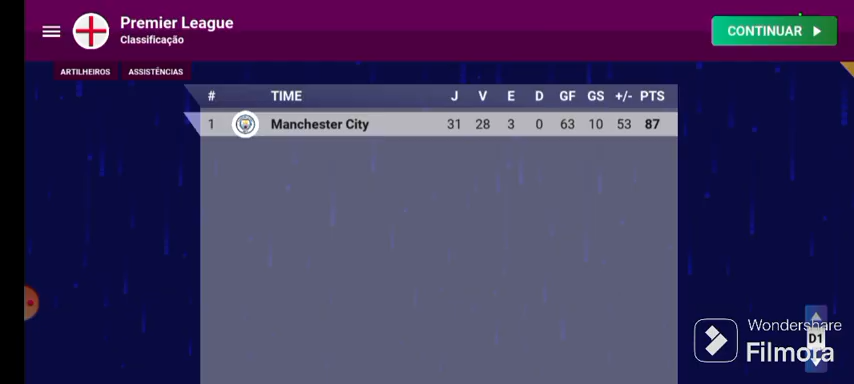 Premier League
Classificação
CONTINUAR
ARTILHEIROS ASSISTÊNCIAS
# TIME J V E D GF GS +/- PTS
1 Manchester City 31 28 3 0 63 10 53 87
D1
Wondershare
Filmora